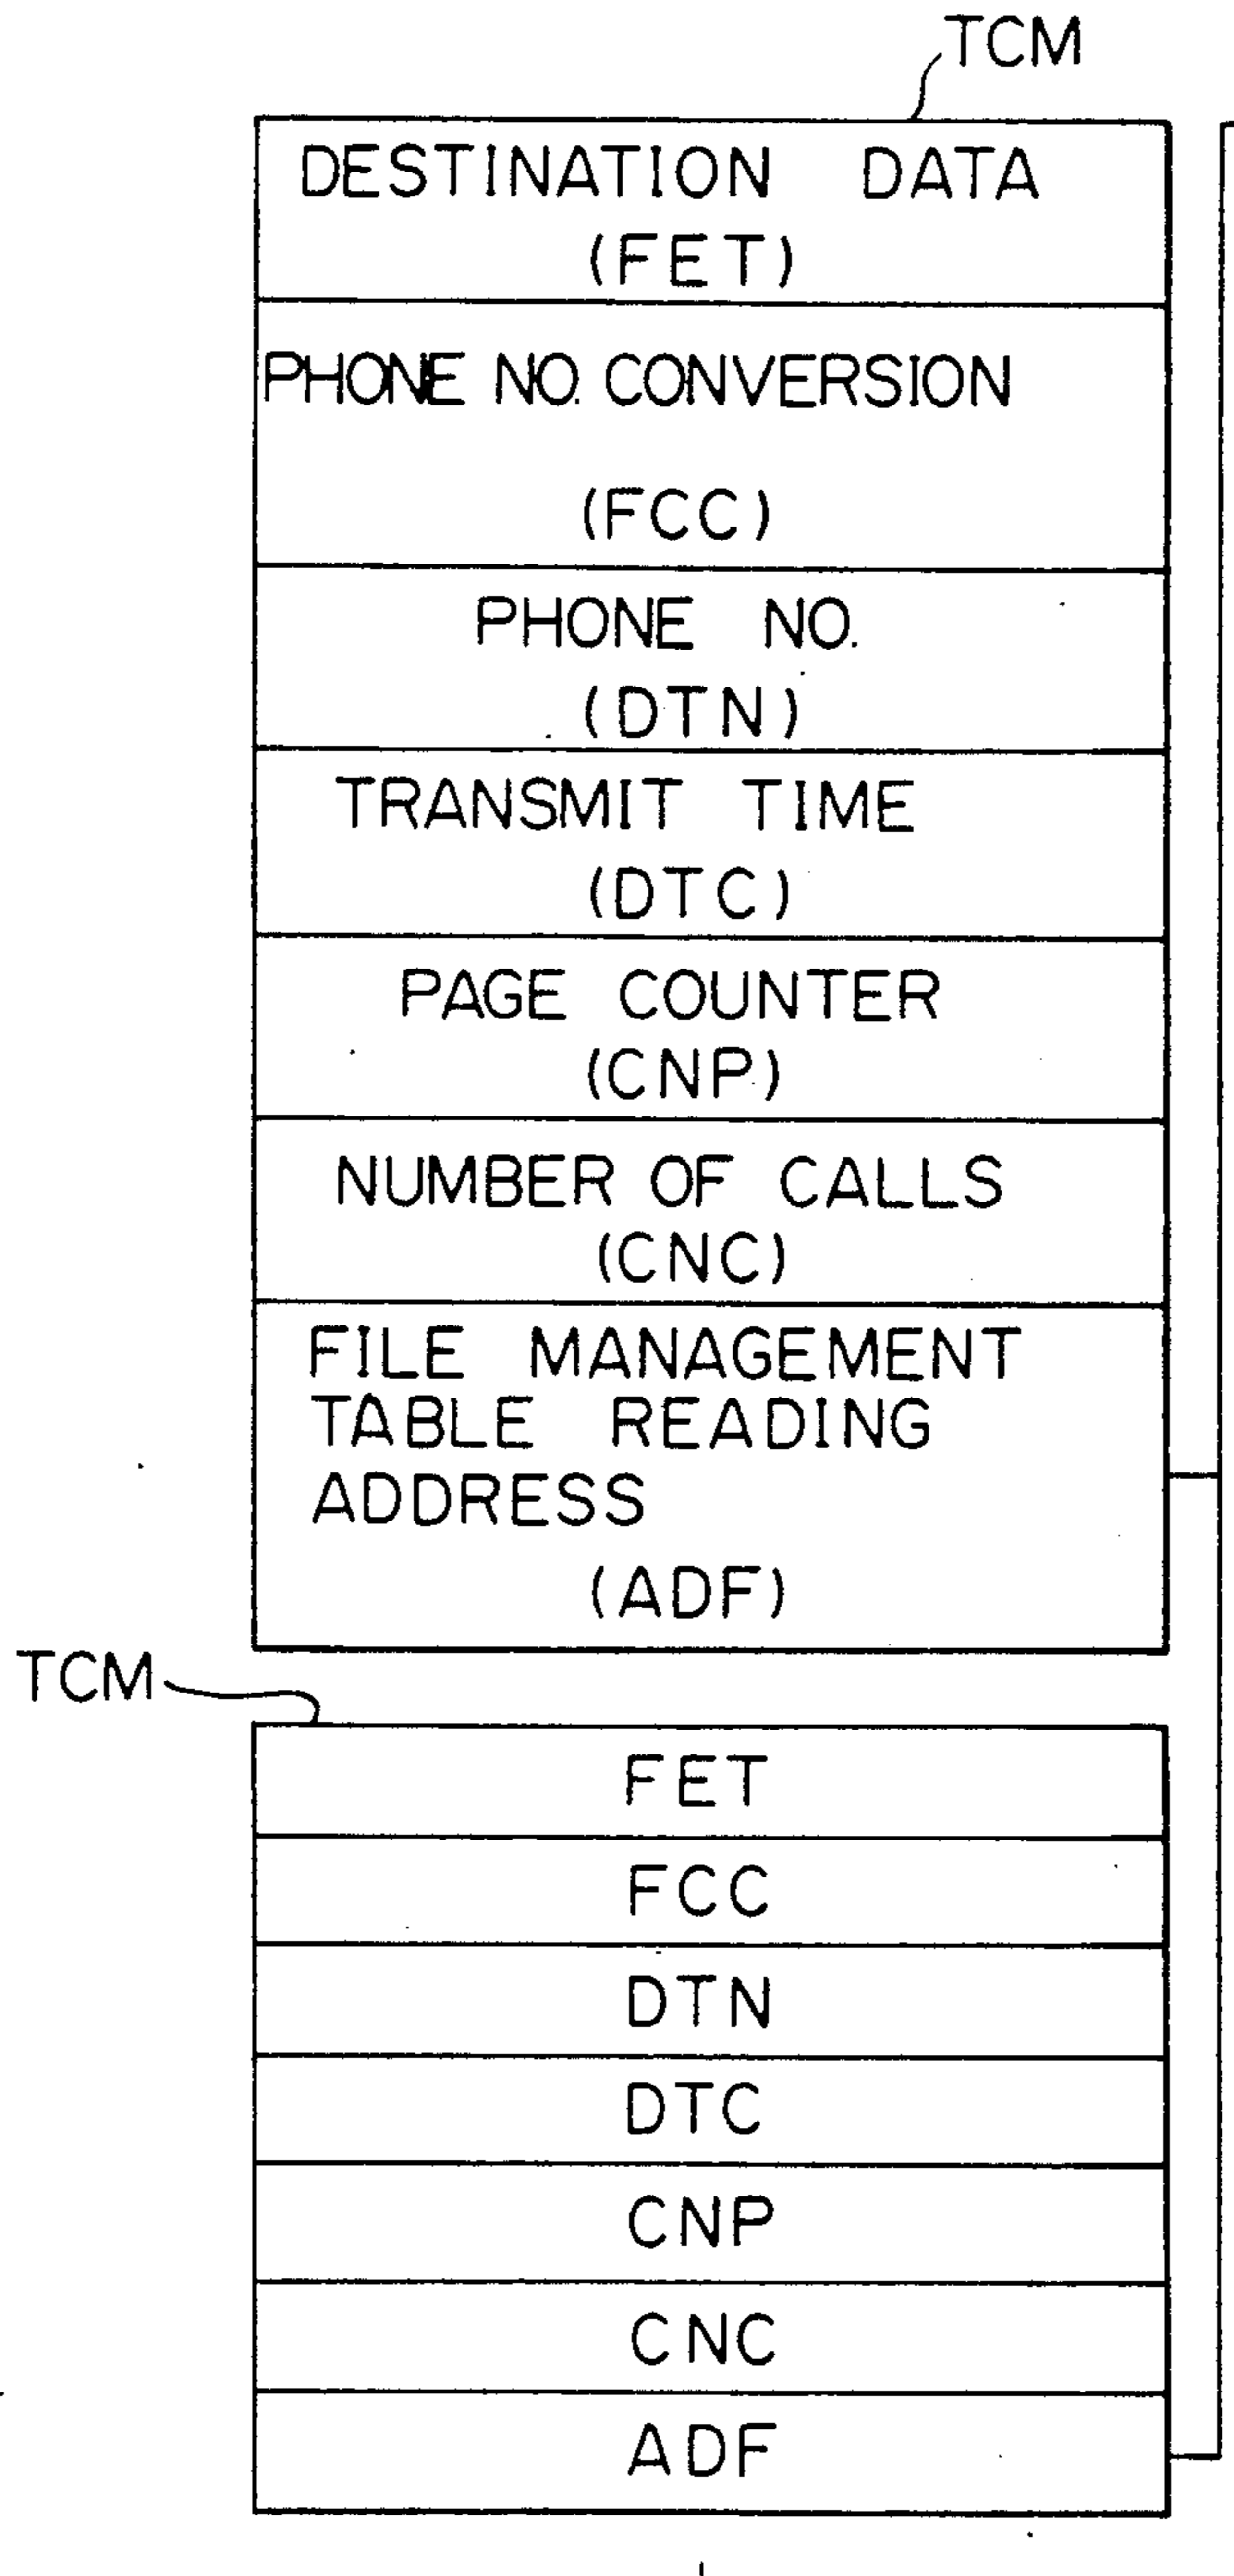 TCM
DESTINATION DATA
(FET)
PHONE NO. CONVERSION
(FCC)
PHONE NO.
(DTN)
TRANSMIT TIME
(DTC)
PAGE COUNTER
(CNP)
NUMBER OF CALLS
(CNC)
FILE MANAGEMENT
TABLE READING
ADDRESS
(ADF)
TCM
FET
FCC
DTN
DTC
CNP
CNC
ADF